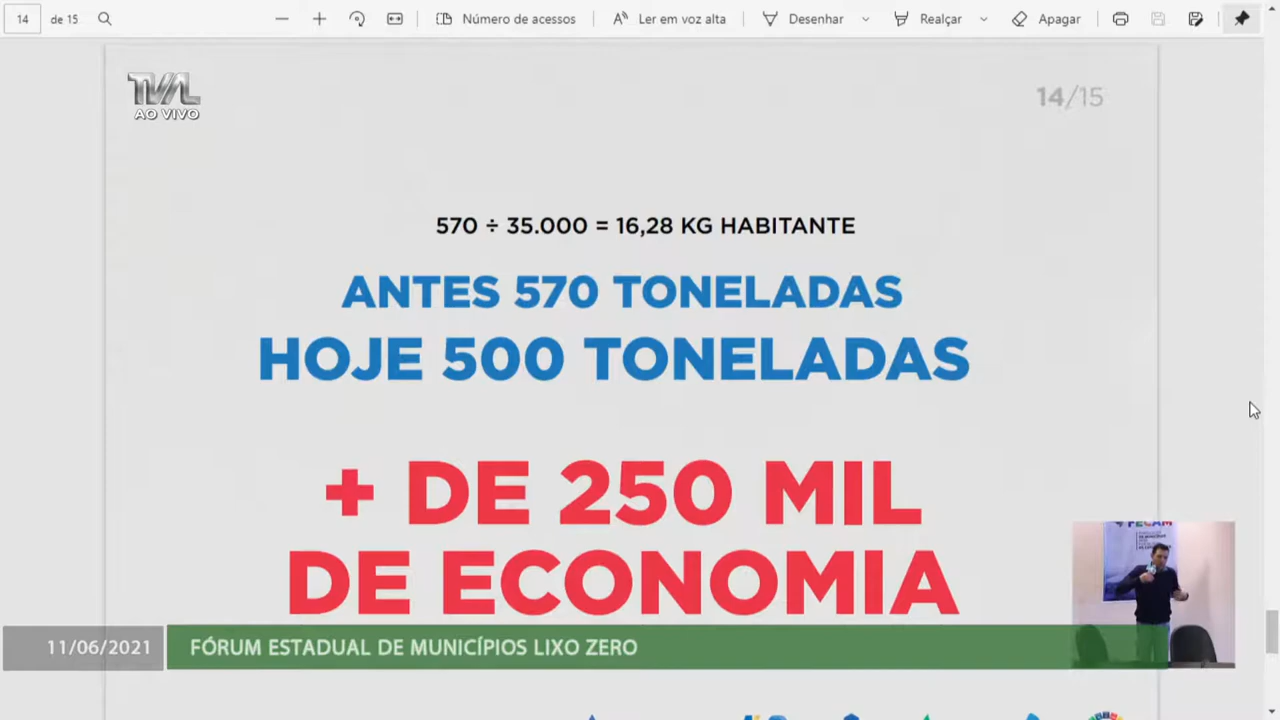 14 de 15 Número de acessos Ler em voz alta Desenhar Realçar Apagar
TVAL
AO VIVO
14/15
570 ÷ 35.000 = 16,28 KG HABITANTE
ANTES 570 TONELADAS
HOJE 500 TONELADAS
+ DE 250 MIL
DE ECONOMIA
FECAM
11/06/2021 FÓRUM ESTADUAL DE MUNICÍPIOS LIXO ZERO